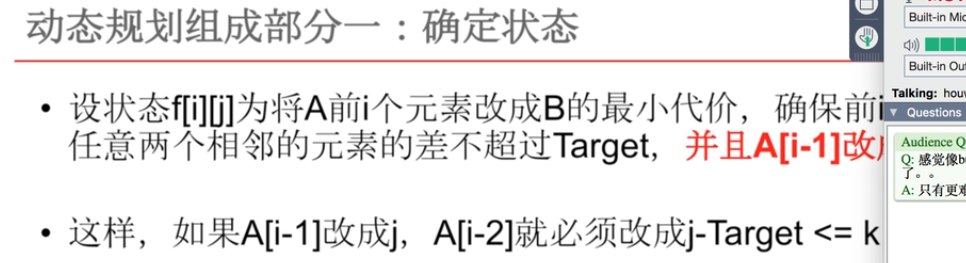 动态规划组成部分一：确定状态
• 设状态f[i][j]为将A前i个元素改成B的最小代价，确保前i
任意两个相邻的元素的差不超过Target，并且A[i-1]改
• 这样，如果A[i-1]改成j，A[i-2]就必须改成j-Target <= k
Built-in Mic
Built-in Out
Talking: houw
Questions
Audience Q
Q: 感觉像b
了。。
A: 只有更难